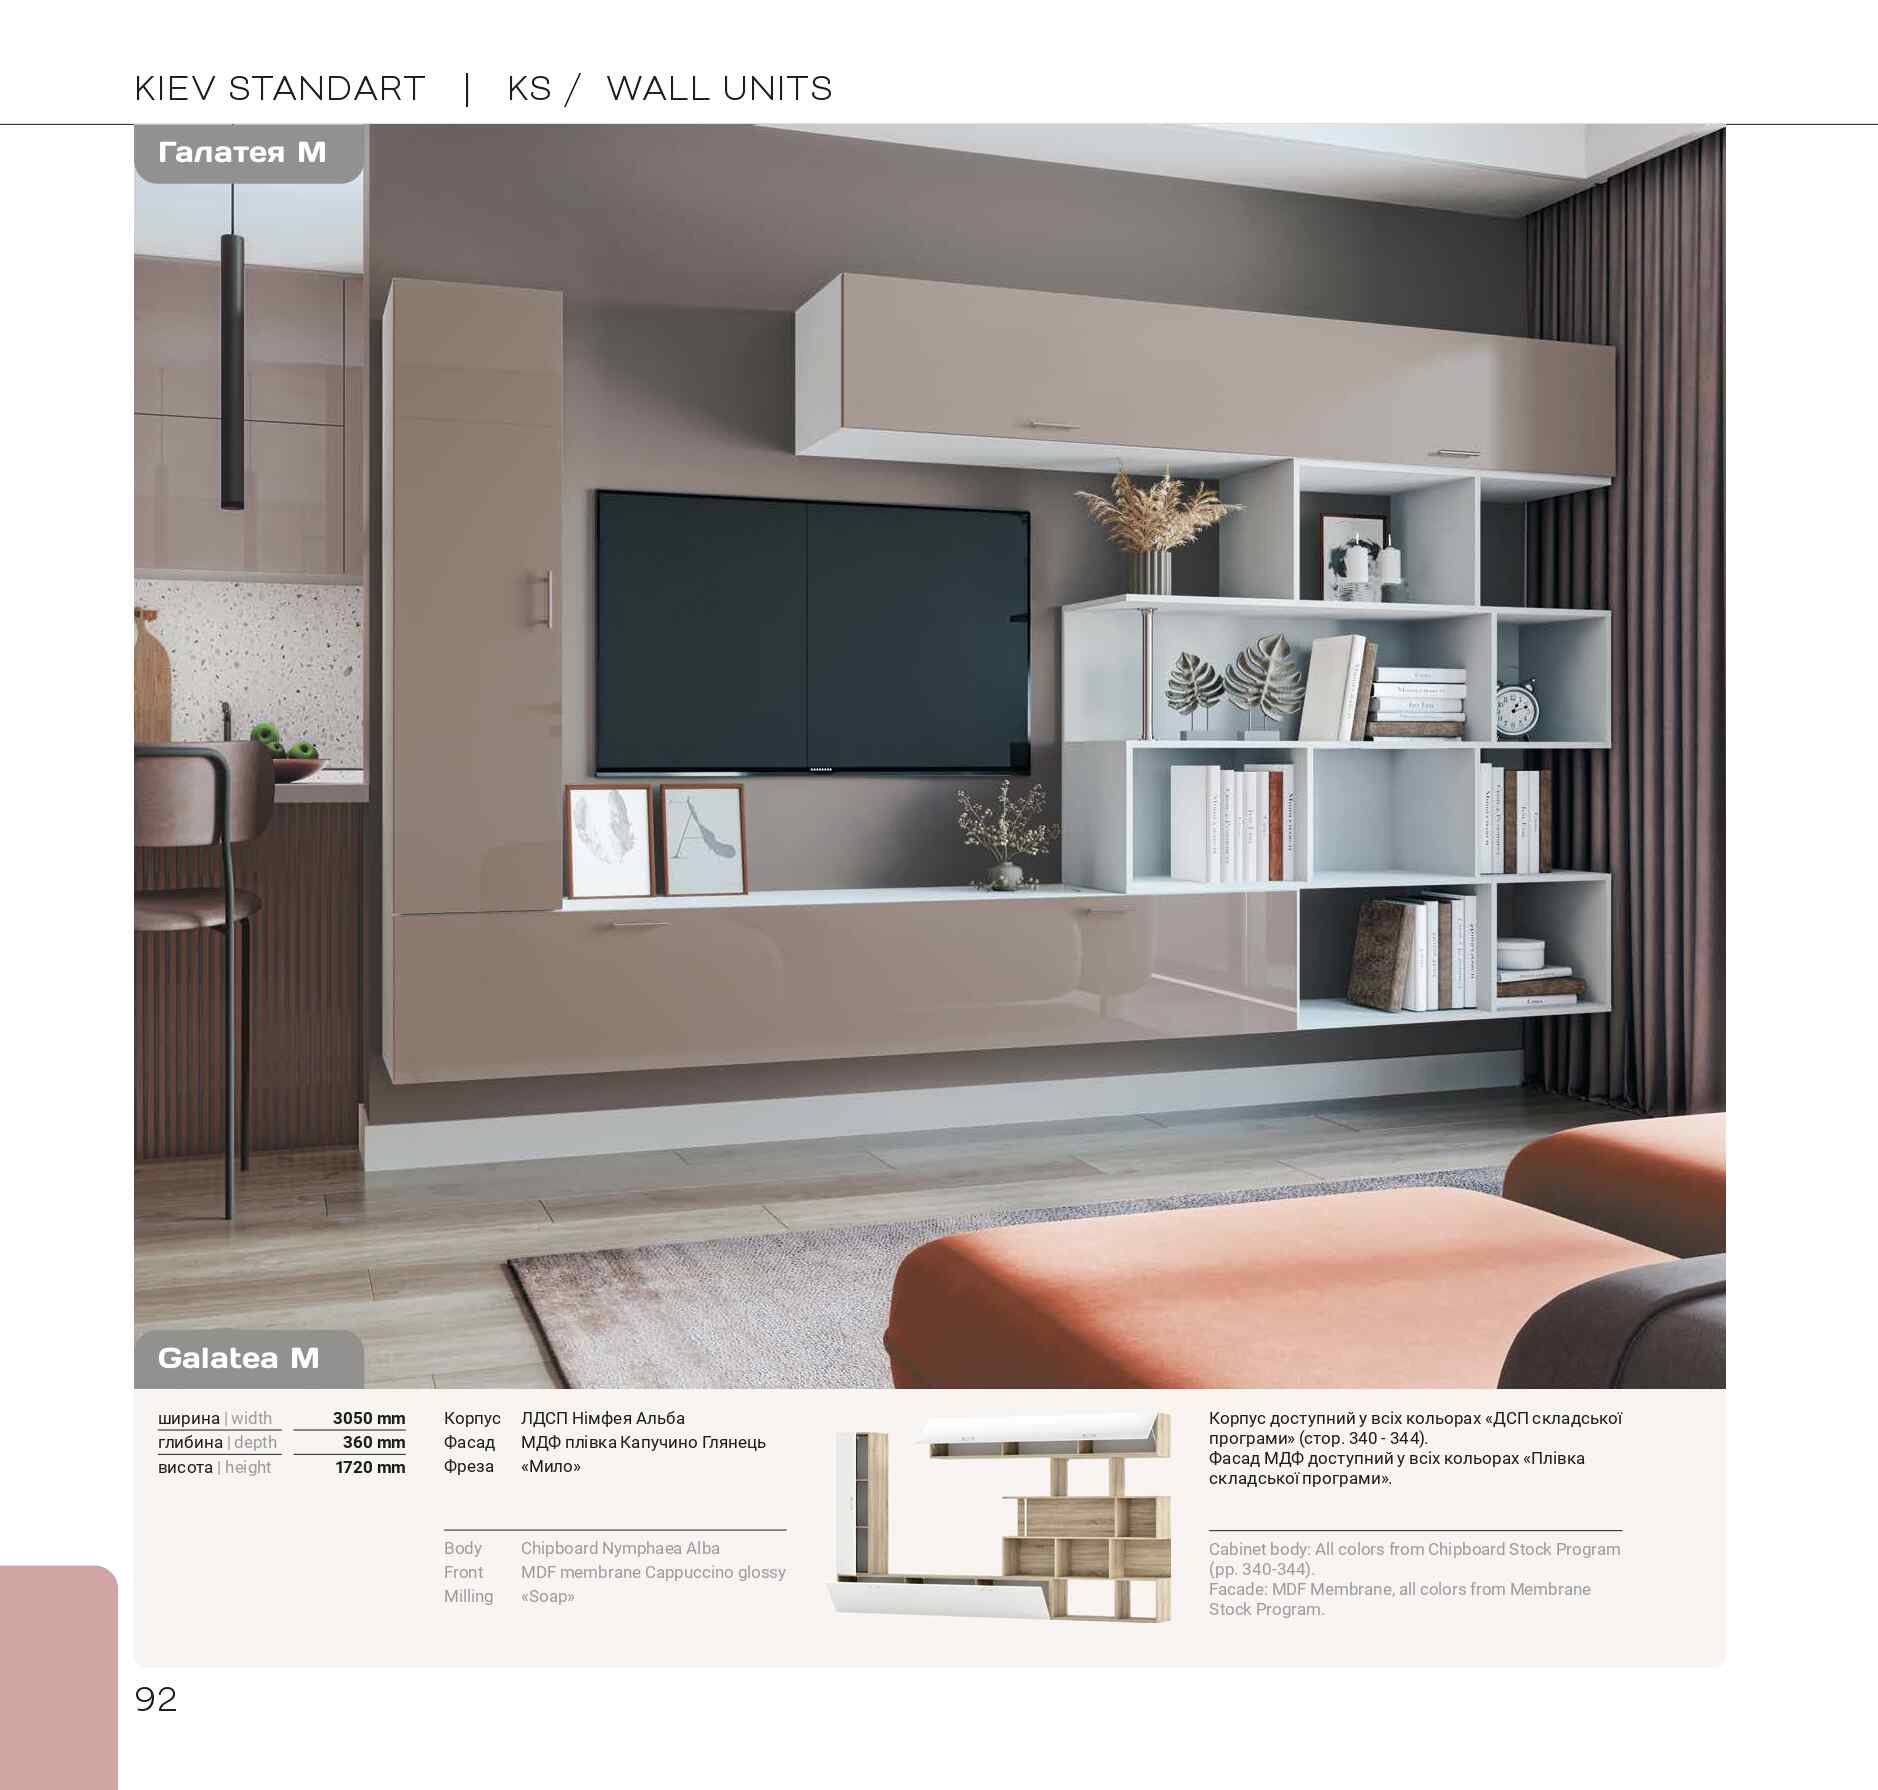 KIEV STANDART | KS / WALL UNITS
Галатея М
Galatea M
ширина | width 3050 mm
глибина | depth 360 mm
висота | height 1720 mm
Корпус ЛДСП Німфея Альба
Фасад МДФ плівка Капучино Глянець
Фреза «Мило»
Body Chipboard Nymphaea Alba
Front MDF membrane Cappuccino glossy
Milling «Soap»
Корпус доступний у всіх кольорах «ДСП складської
програми» (стор. 340 - 344).
Фасад МДФ доступний у всіх кольорах «Плівка
складської програми».
Cabinet body: All colors from Chipboard Stock Program
(pp. 340-344).
Facade: MDF Membrane, all colors from Membrane
Stock Program.
92